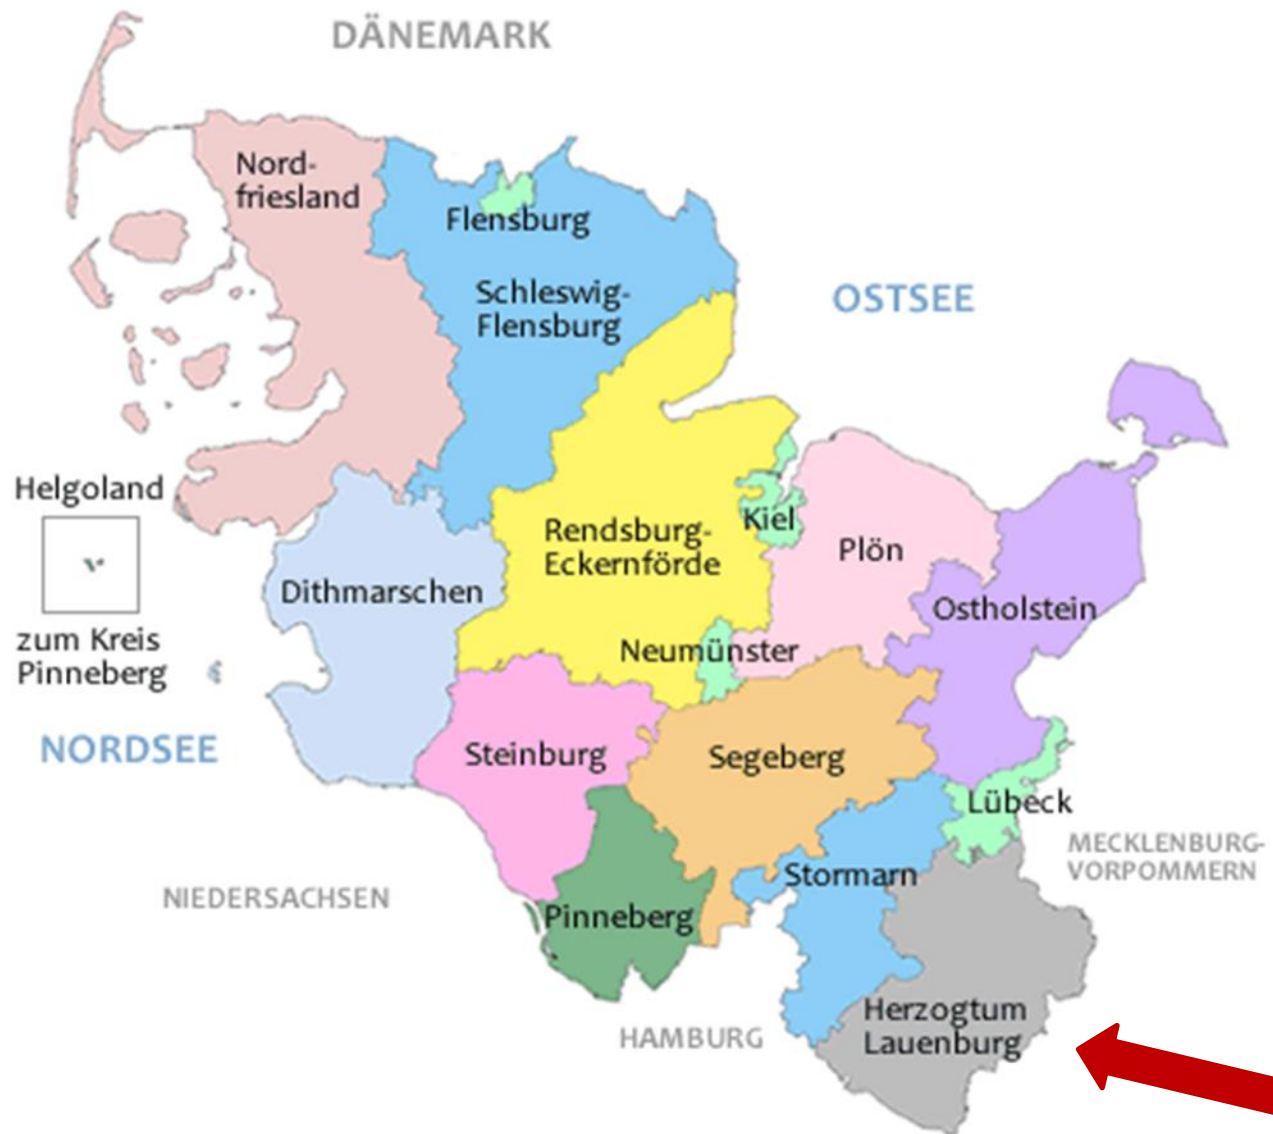 DÄNEMARK
Nord-
friesland
Flensburg
Schleswig-
Flensburg
OSTSEE
Helgoland
Rendsburg-
Eckernförde
Kiel
Plön
Dithmarschen
Ostholstein
zum Kreis
Pinneberg
Neumünster
NORDSEE
Steinburg
Segeberg
Lübeck
MECKLENBURG-
VORPOMMERN
Stormarn
NIEDERSACHSEN
Pinneberg
Herzogtum
Lauenburg
HAMBURG